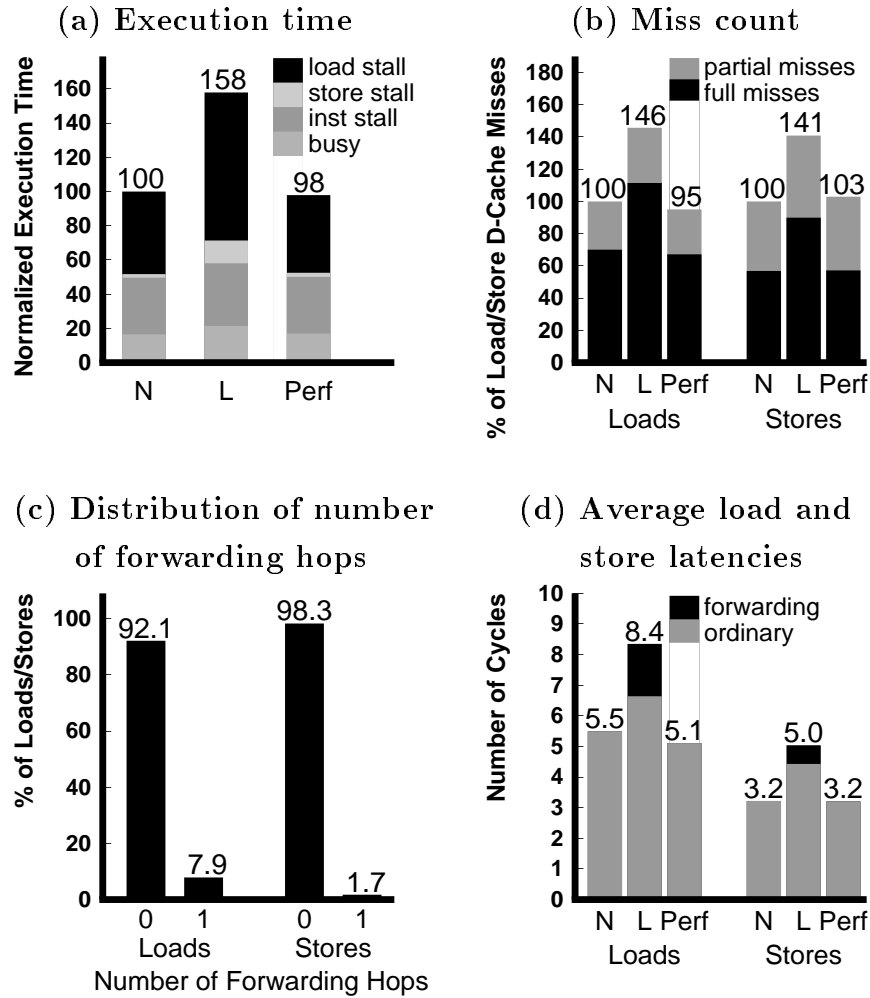 (a) Execution time
Normalized Execution Time
160
140
120
100
80
60
40
20
0
100
158
98
load stall
store stall
inst stall
busy
N L Perf
(b) Miss count
% of Load/Store D-Cache Misses
180
160
140
120
100
80
60
40
20
0
partial misses
full misses
100
146
95
100
141
103
N L Perf N L Perf
Loads Stores
(c) Distribution of number
of forwarding hops
% of Loads/Stores
100
80
60
40
20
0
92.1
7.9
98.3
1.7
0 1 0 1
Loads Stores
Number of Forwarding Hops
(d) Average load and
store latencies
Number of Cycles
10
9
8
7
6
5
4
3
2
1
0
forwarding
ordinary
5.5
8.4
5.1
3.2
5.0
3.2
N L Perf N L Perf
Loads Stores